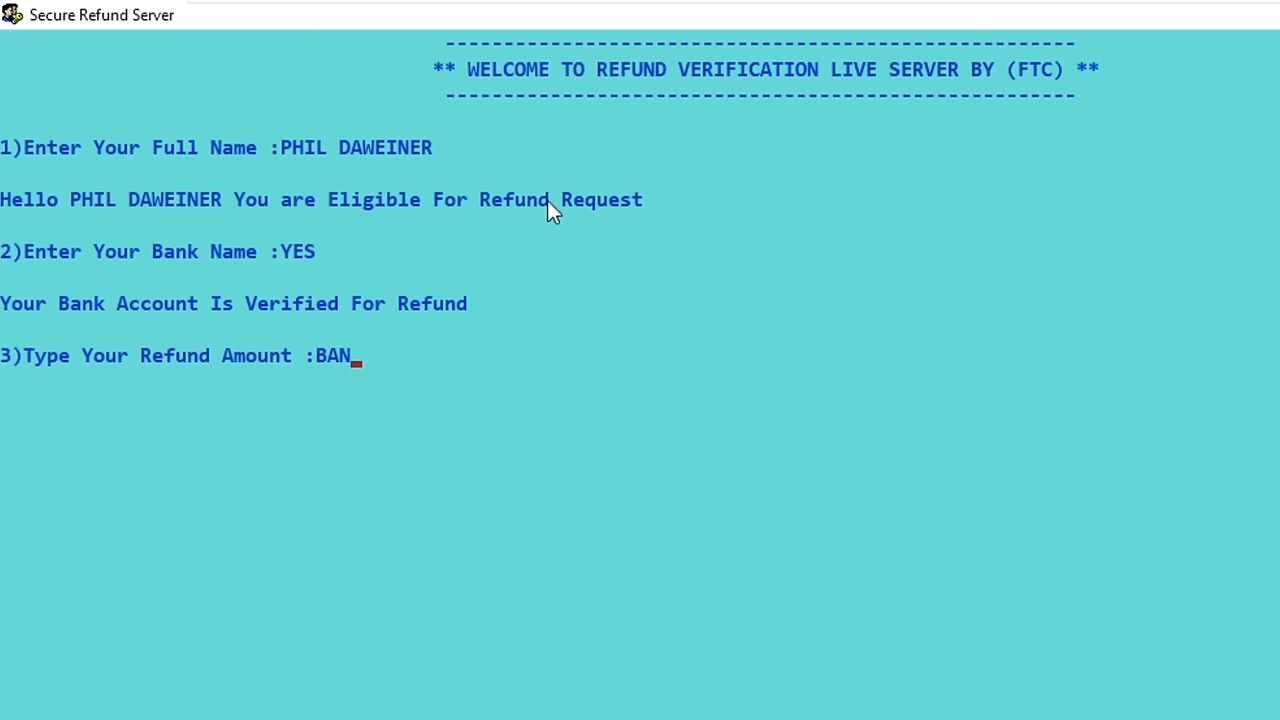 Secure Refund Server
------------------------------------------------------
** WELCOME TO REFUND VERIFICATION LIVE SERVER BY (FTC) **
------------------------------------------------------
1)Enter Your Full Name :PHIL DAWEINER
Hello PHIL DAWEINER You are Eligible For Refund Request
2)Enter Your Bank Name :YES
Your Bank Account Is Verified For Refund
3)Type Your Refund Amount :BAN